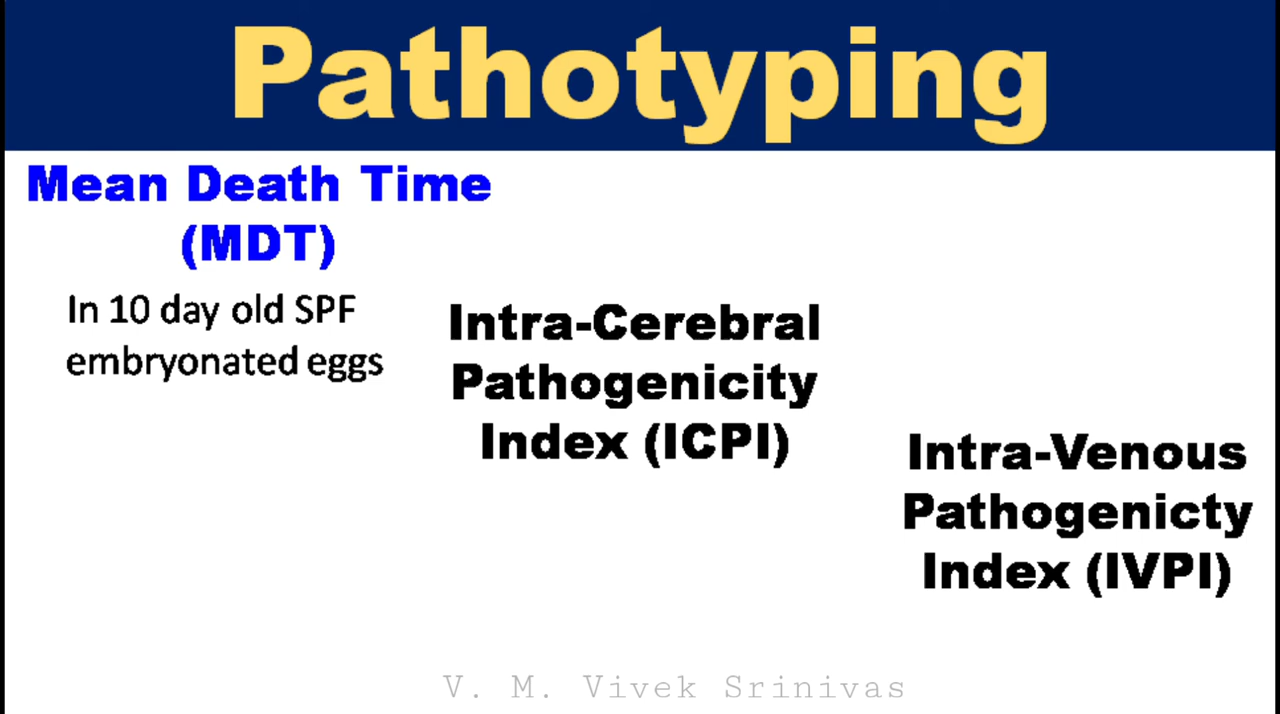 Pathotyping
Mean Death Time
(MDT)
In 10 day old SPF
embryonated eggs
Intra-Cerebral
Pathogenicity
Index (ICPI)
Intra-Venous
Pathogenicty
Index (IVPI)
V. M. Vivek Srinivas